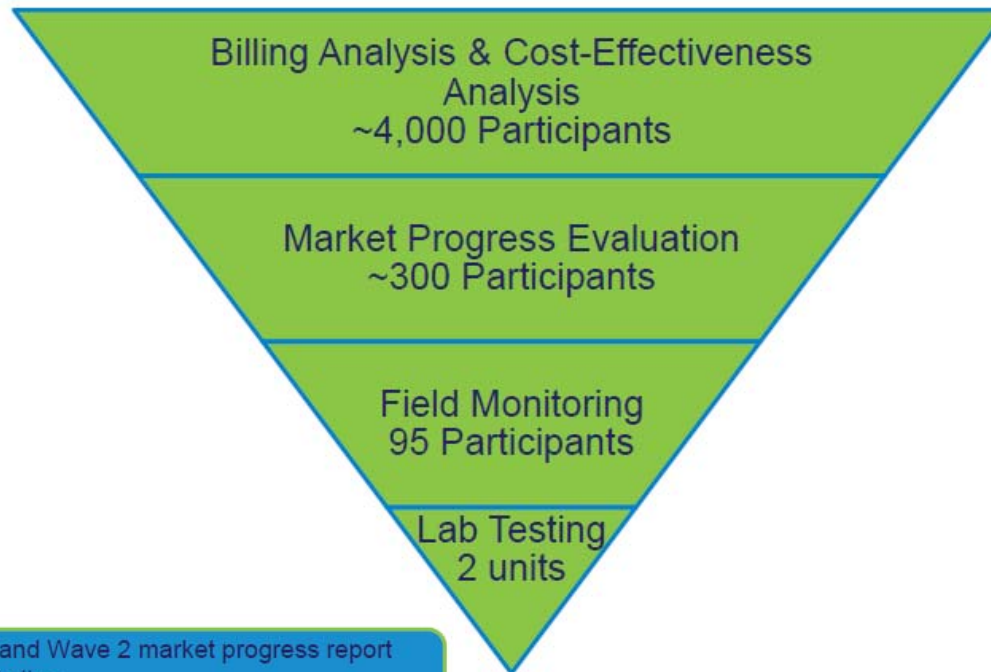 Billing Analysis & Cost-Effectiveness
Analysis
~4,000 Participants
Market Progress Evaluation
~300 Participants
Field Monitoring
95 Participants
Lab Testing
2 units
and Wave 2 market progress report